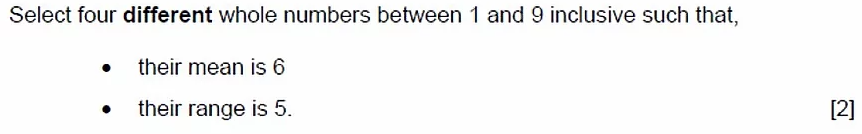 Select four different whole numbers between 1 and 9 inclusive such that,
• their mean is 6
• their range is 5. [2]